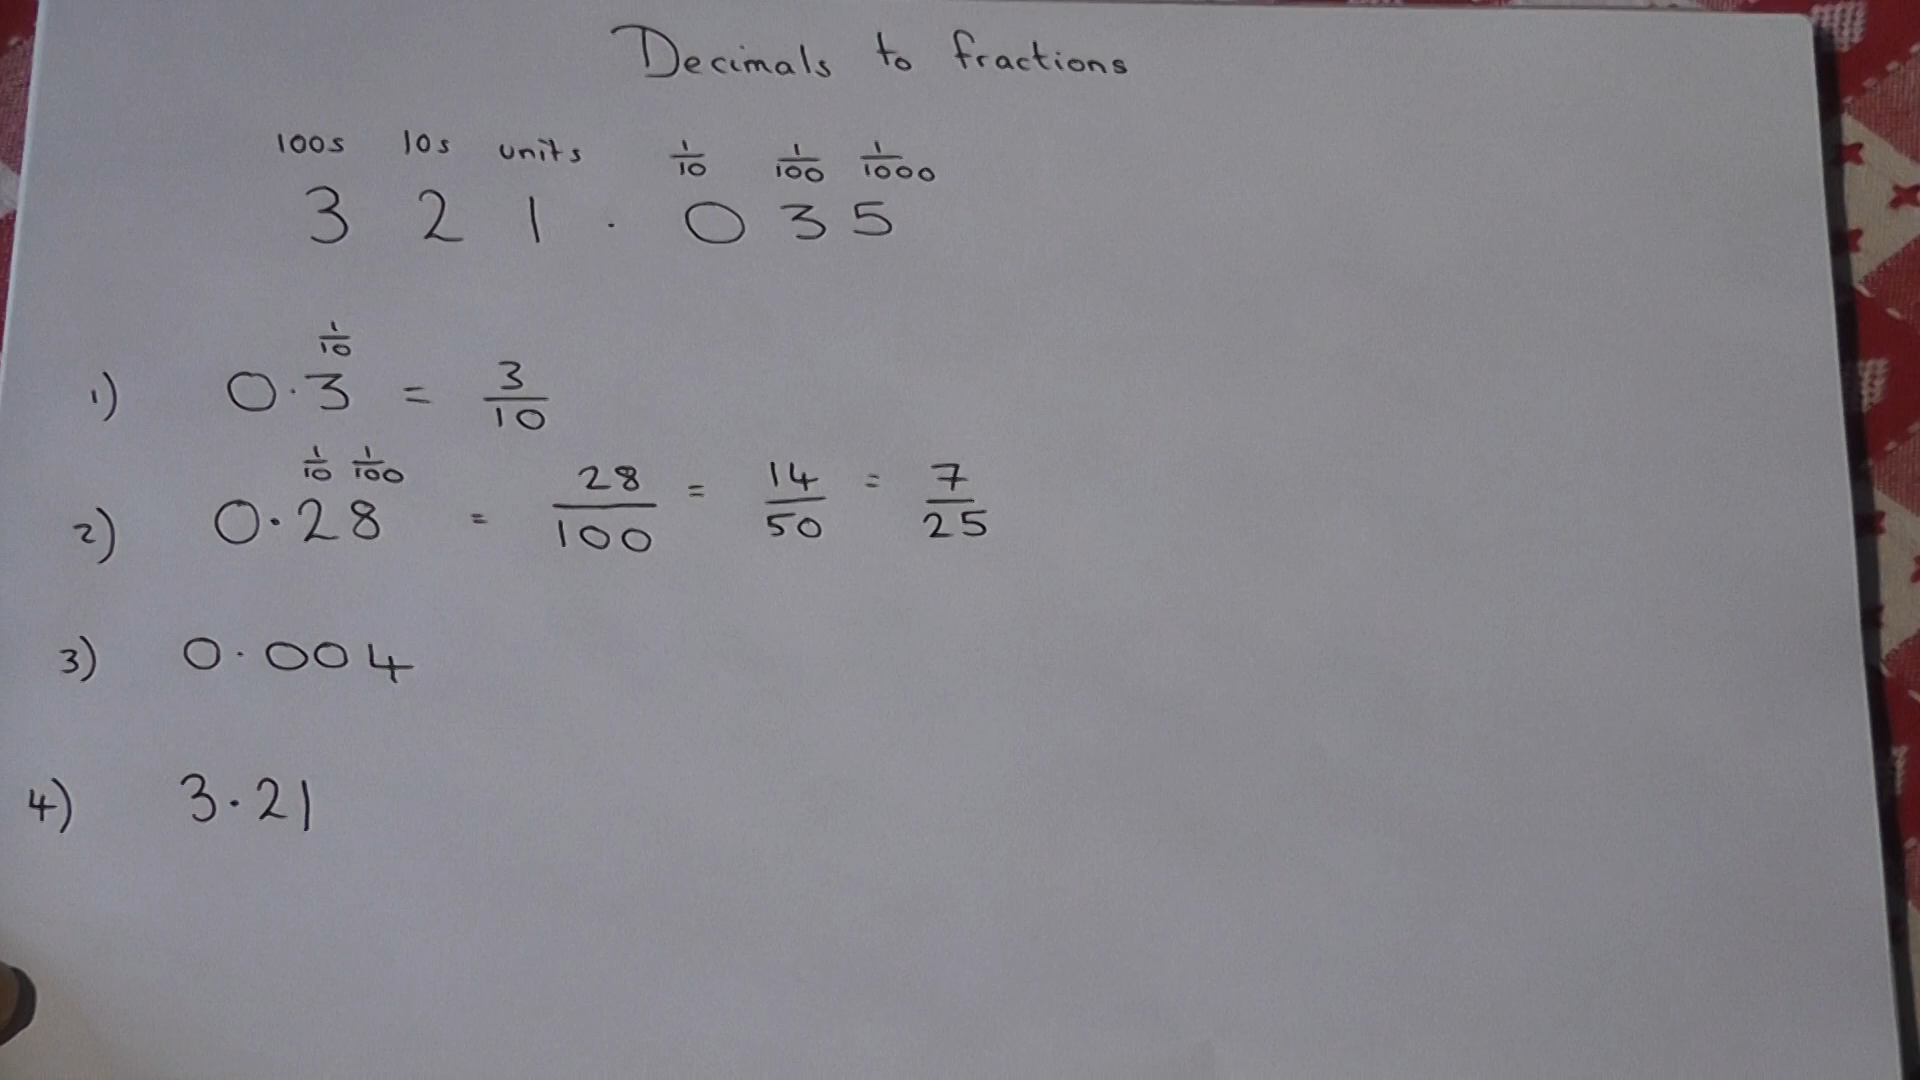 Decimals to fractions
100s 10s units 1/10 1/100 1/1000
3 2 1 . 0 3 5
1/10
1) 0.3 = 3/10
1/10 1/100
2) 0.28 = 28/100 = 14/50 = 7/25
3) 0.004
4) 3.21